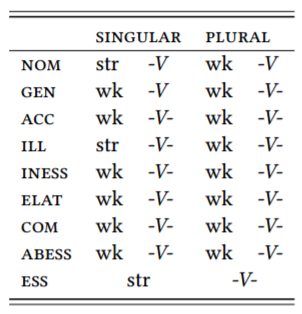 SINGULAR PLURAL
NOM str -V wk -V
GEN wk -V wk -V-
ACC wk -V- wk -V-
ILL str -V- wk -V-
INESS wk -V- wk -V-
ELAT wk -V- wk -V-
COM wk -V- wk -V-
ABESS wk -V- wk -V-
ESS str -V-